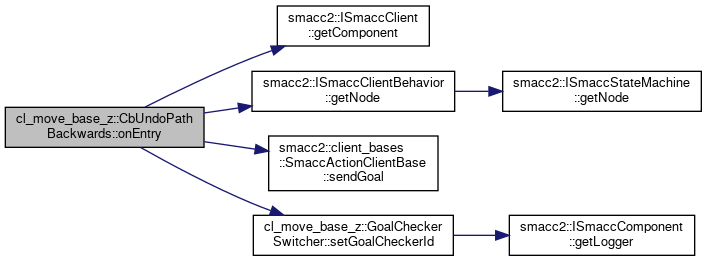 cl_move_base_z::CbUndoPath
Backwards::onEntry
smacc2::ISmaccClient
::getComponent
smacc2::ISmaccClientBehavior
::getNode
smacc2::ISmaccStateMachine
::getNode
smacc2::client_bases
::SmaccActionClientBase
::sendGoal
cl_move_base_z::GoalChecker
Switcher::setGoalCheckerId
smacc2::ISmaccComponent
::getLogger